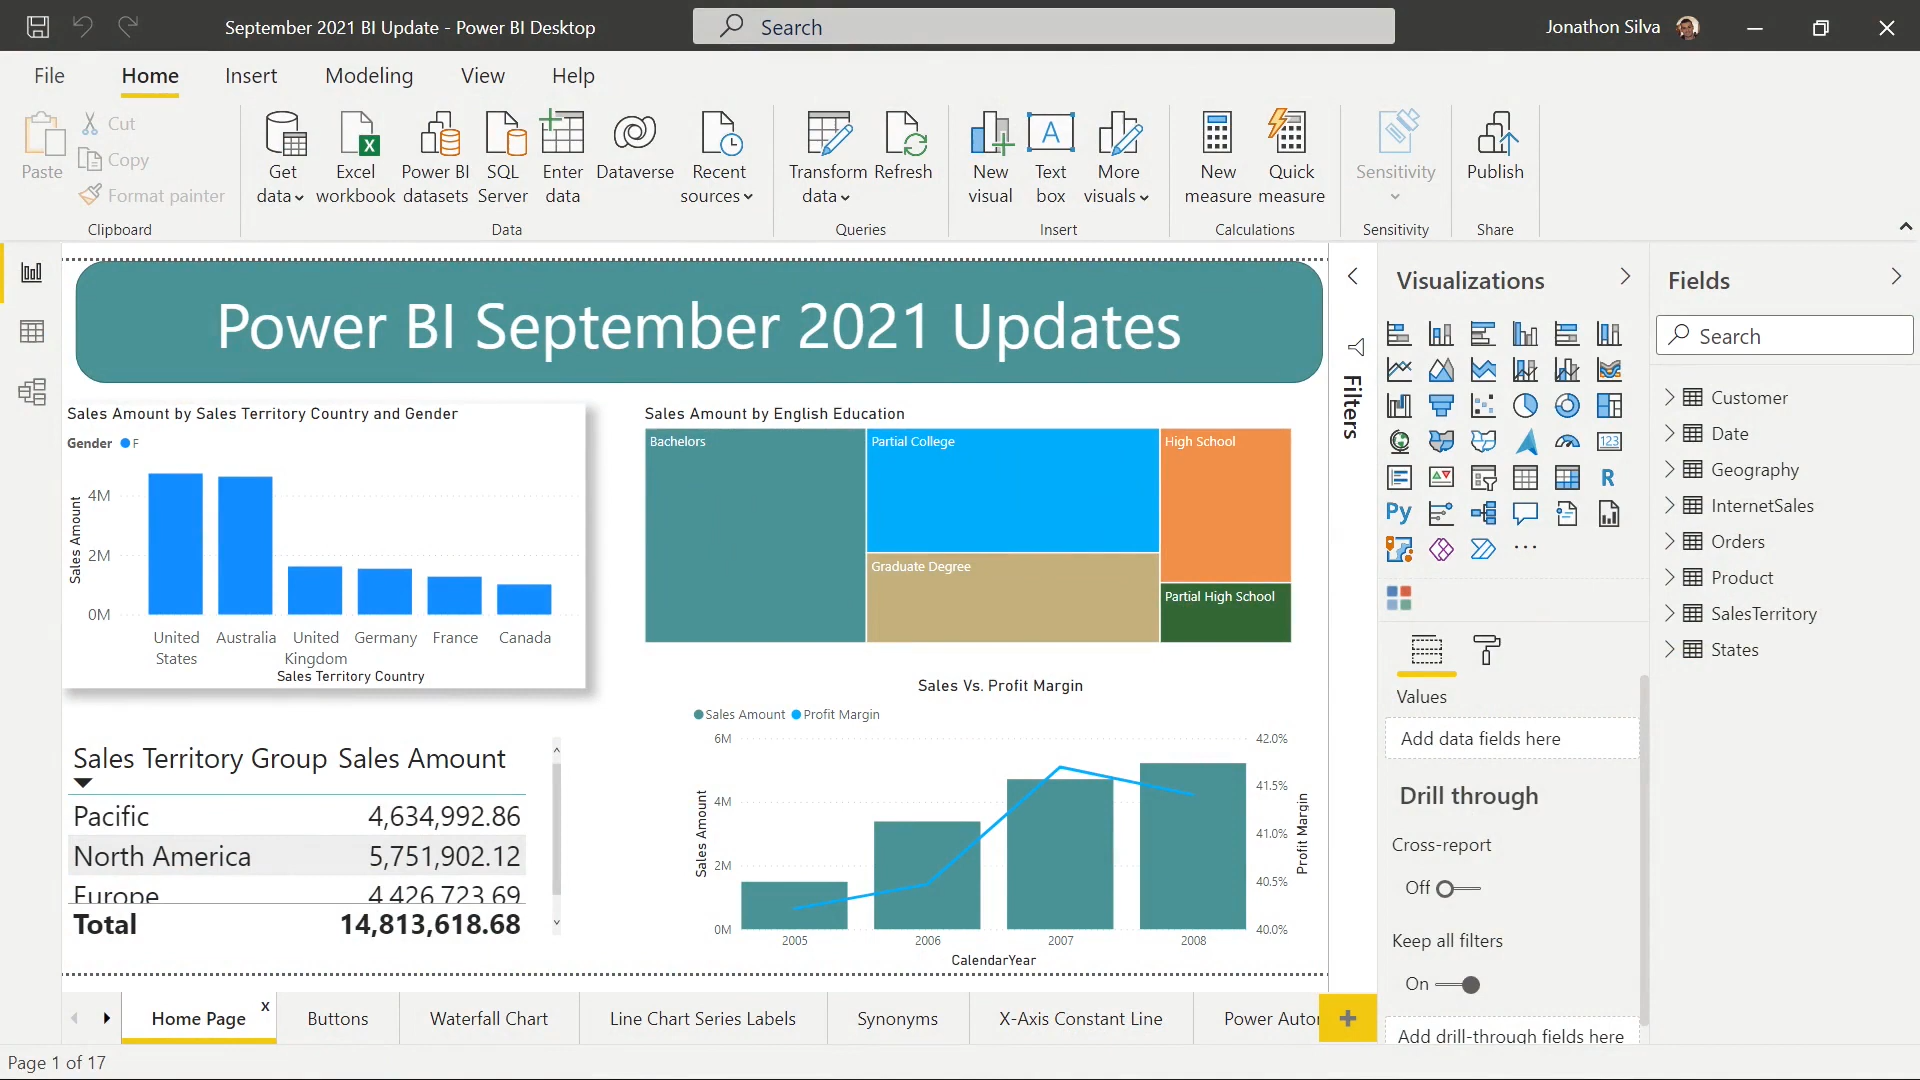 September 2021 BI Update - Power BI Desktop
Search
Jonathon Silva
File
Home
Insert
Modeling
View
Help
Paste
Cut
Copy
Format painter
Clipboard
Get
data
Excel
workbook
Power BI
datasets
SQL
Server
Enter
data
Dataverse
Recent
sources
Data
Transform
data
Refresh
Queries
New
visual
A
Text
box
More
visuals
Insert
New
measure
Quick
measure
Calculations
Sensitivity
Sensitivity
Publish
Share
Power BI September 2021 Updates
Sales Amount by Sales Territory Country and Gender
Gender F
Sales Amount
4M
2M
0M
United
States
Australia
United
Kingdom
Germany
France
Canada
Sales Territory Country
Sales Amount by English Education
Bachelors
Partial College
High School
Graduate Degree
Partial High School
Sales Territory Group Sales Amount
Pacific 4,634,992.86
North America 5,751,902.12
Europe 4,426,723.69
Total 14,813,618.68
Sales Vs. Profit Margin
Sales Amount Profit Margin
Sales Amount
6M
4M
2M
0M
42.0%
41.5%
41.0%
40.5%
40.0%
Profit Margin
2005 2006 2007 2008
CalendarYear
Filters
Visualizations
123
R
Py
Values
Add data fields here
Drill through
Cross-report
Off
Keep all filters
On
Add drill-through fields here
Fields
Search
Customer
Date
Geography
InternetSales
Orders
Product
SalesTerritory
States
Home Page x
Buttons
Waterfall Chart
Line Chart Series Labels
Synonyms
X-Axis Constant Line
Power Autor
+
Page 1 of 17